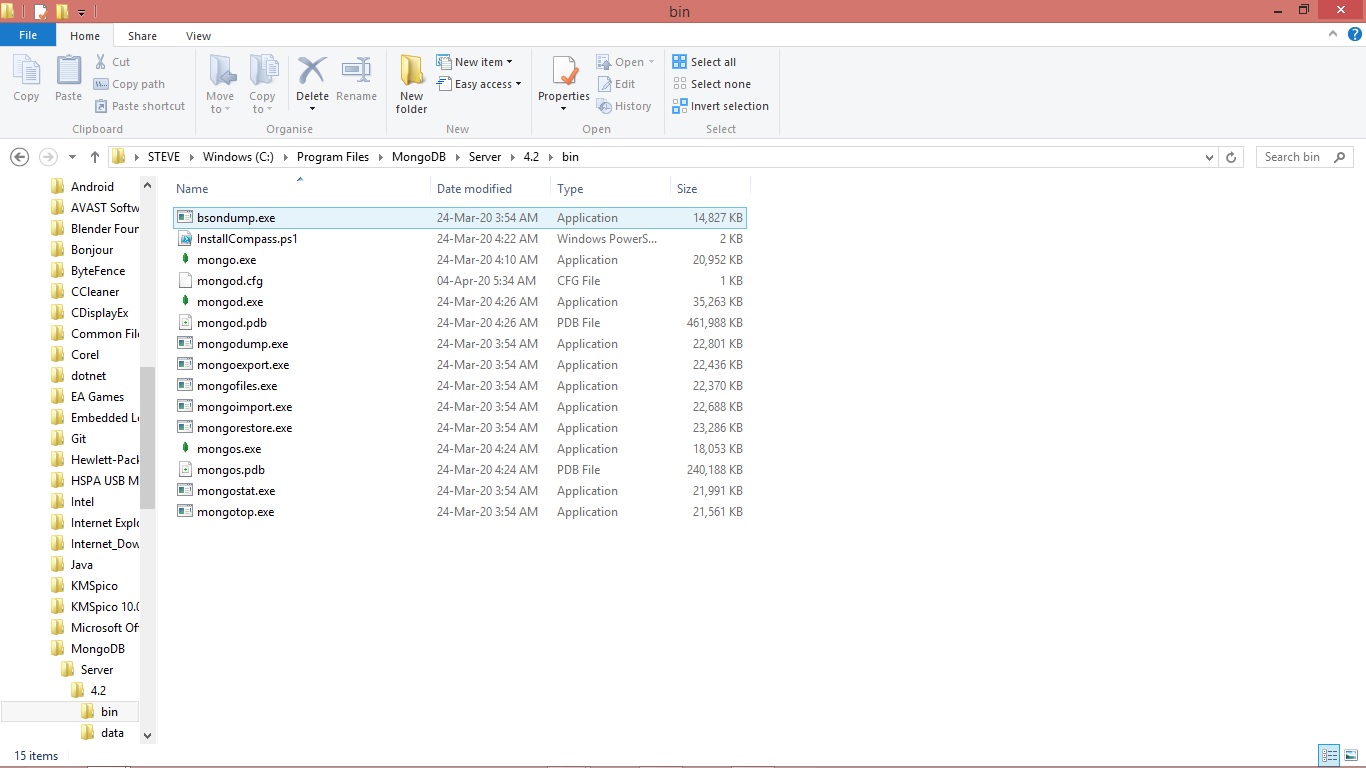 bin
File Home Share View
Copy
Paste
Cut
Copy path
Paste shortcut
Clipboard
Move to
Copy to
Delete
Rename
Organise
New folder
New item
Easy access
New
Properties
Open
Edit
History
Open
Select all
Select none
Invert selection
Select
STEVE Windows (C:) Program Files MongoDB Server 4.2 bin
Search bin
Android
AVAST Softw
Blender Foun
Bonjour
ByteFence
CCleaner
CDisplayEx
Common File
Corel
dotnet
EA Games
Embedded Lo
Git
Hewlett-Pack
HSPA USB M
Intel
Internet Explo
Internet_Dow
Java
KMSpico
KMSpico 10.0
Microsoft Off
MongoDB
Server
4.2
bin
data
Name Date modified Type Size
bsondump.exe 24-Mar-20 3:54 AM Application 14,827 KB
InstallCompass.ps1 24-Mar-20 4:22 AM Windows PowerS... 2 KB
mongo.exe 24-Mar-20 4:10 AM Application 20,952 KB
mongod.cfg 04-Apr-20 5:34 AM CFG File 1 KB
mongod.exe 24-Mar-20 4:26 AM Application 35,263 KB
mongod.pdb 24-Mar-20 4:26 AM PDB File 461,988 KB
mongodump.exe 24-Mar-20 3:54 AM Application 22,801 KB
mongoexport.exe 24-Mar-20 3:54 AM Application 22,436 KB
mongofiles.exe 24-Mar-20 3:54 AM Application 22,370 KB
mongoimport.exe 24-Mar-20 3:54 AM Application 22,688 KB
mongorestore.exe 24-Mar-20 3:54 AM Application 23,286 KB
mongos.exe 24-Mar-20 4:24 AM Application 18,053 KB
mongos.pdb 24-Mar-20 4:24 AM PDB File 240,188 KB
mongostat.exe 24-Mar-20 3:54 AM Application 21,991 KB
mongotop.exe 24-Mar-20 3:54 AM Application 21,561 KB
15 items